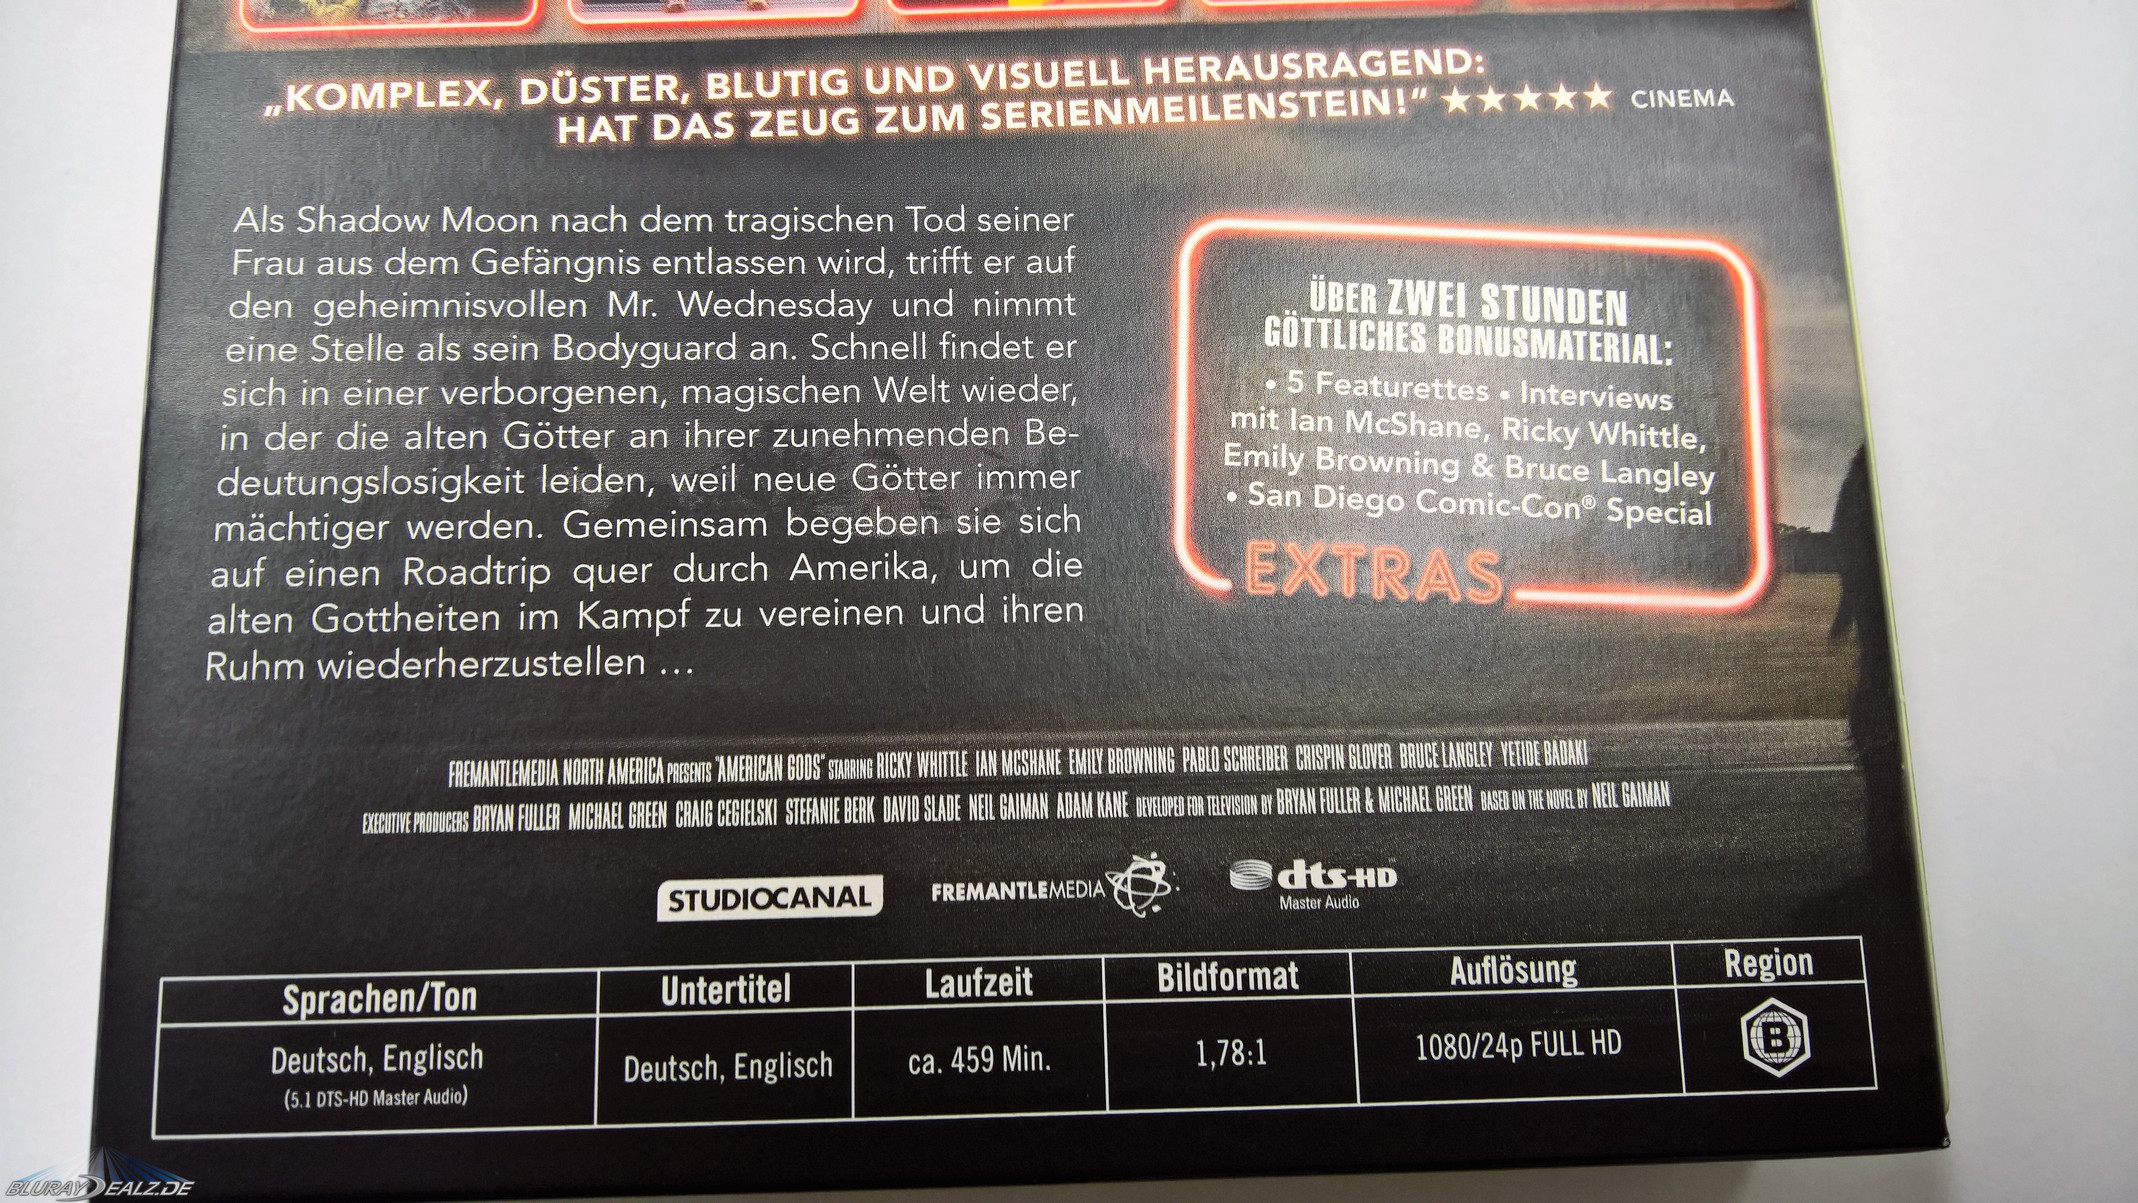 „KOMPLEX, DÜSTER, BLUTIG UND VISUELL HERAUSRAGEND:
HAT DAS ZEUG ZUM SERIENMEILENSTEIN!“ ★★★★★ CINEMA
Als Shadow Moon nach dem tragischen Tod seiner
Frau aus dem Gefängnis entlassen wird, trifft er auf
den geheimnisvollen Mr. Wednesday und nimmt
eine Stelle als sein Bodyguard an. Schnell findet er
sich in einer verborgenen, magischen Welt wieder,
in der die alten Götter an ihrer zunehmenden Be-
deutungslosigkeit leiden, weil neue Götter immer
mächtiger werden. Gemeinsam begeben sie sich
auf einen Roadtrip quer durch Amerika, um die
alten Gottheiten im Kampf zu vereinen und ihren
Ruhm wiederherzustellen ...
ÜBER ZWEI STUNDEN
GÖTTLICHES BONUSMATERIAL:
• 5 Featurettes • Interviews
mit Ian McShane, Ricky Whittle,
Emily Browning & Bruce Langley
• San Diego Comic-Con® Special
EXTRAS
FREMANTLEMEDIA NORTH AMERICA PRESENTS "AMERICAN GODS" STARRING RICKY WHITTLE IAN MCSHANE EMILY BROWNING PABLO SCHREIBER CRISPIN GLOVER BRUCE LANGLEY YETIDE BADAKI
EXECUTIVE PRODUCERS BRYAN FULLER MICHAEL GREEN CRAIG CEGIELSKI STEFANIE BERK DAVID SLADE NEIL GAIMAN ADAM KANE DEVELOPED FOR TELEVISION BY BRYAN FULLER & MICHAEL GREEN BASED ON THE NOVEL BY NEIL GAIMAN
STUDIOCANAL FREMANTLEMEDIA dts-HD
Master Audio
Sprachen/Ton Untertitel Laufzeit Bildformat Auflösung Region
Deutsch, Englisch Deutsch, Englisch ca. 459 Min. 1,78:1 1080/24p FULL HD B
(5.1 DTS-HD Master Audio)
BLURAYDEALZ.DE